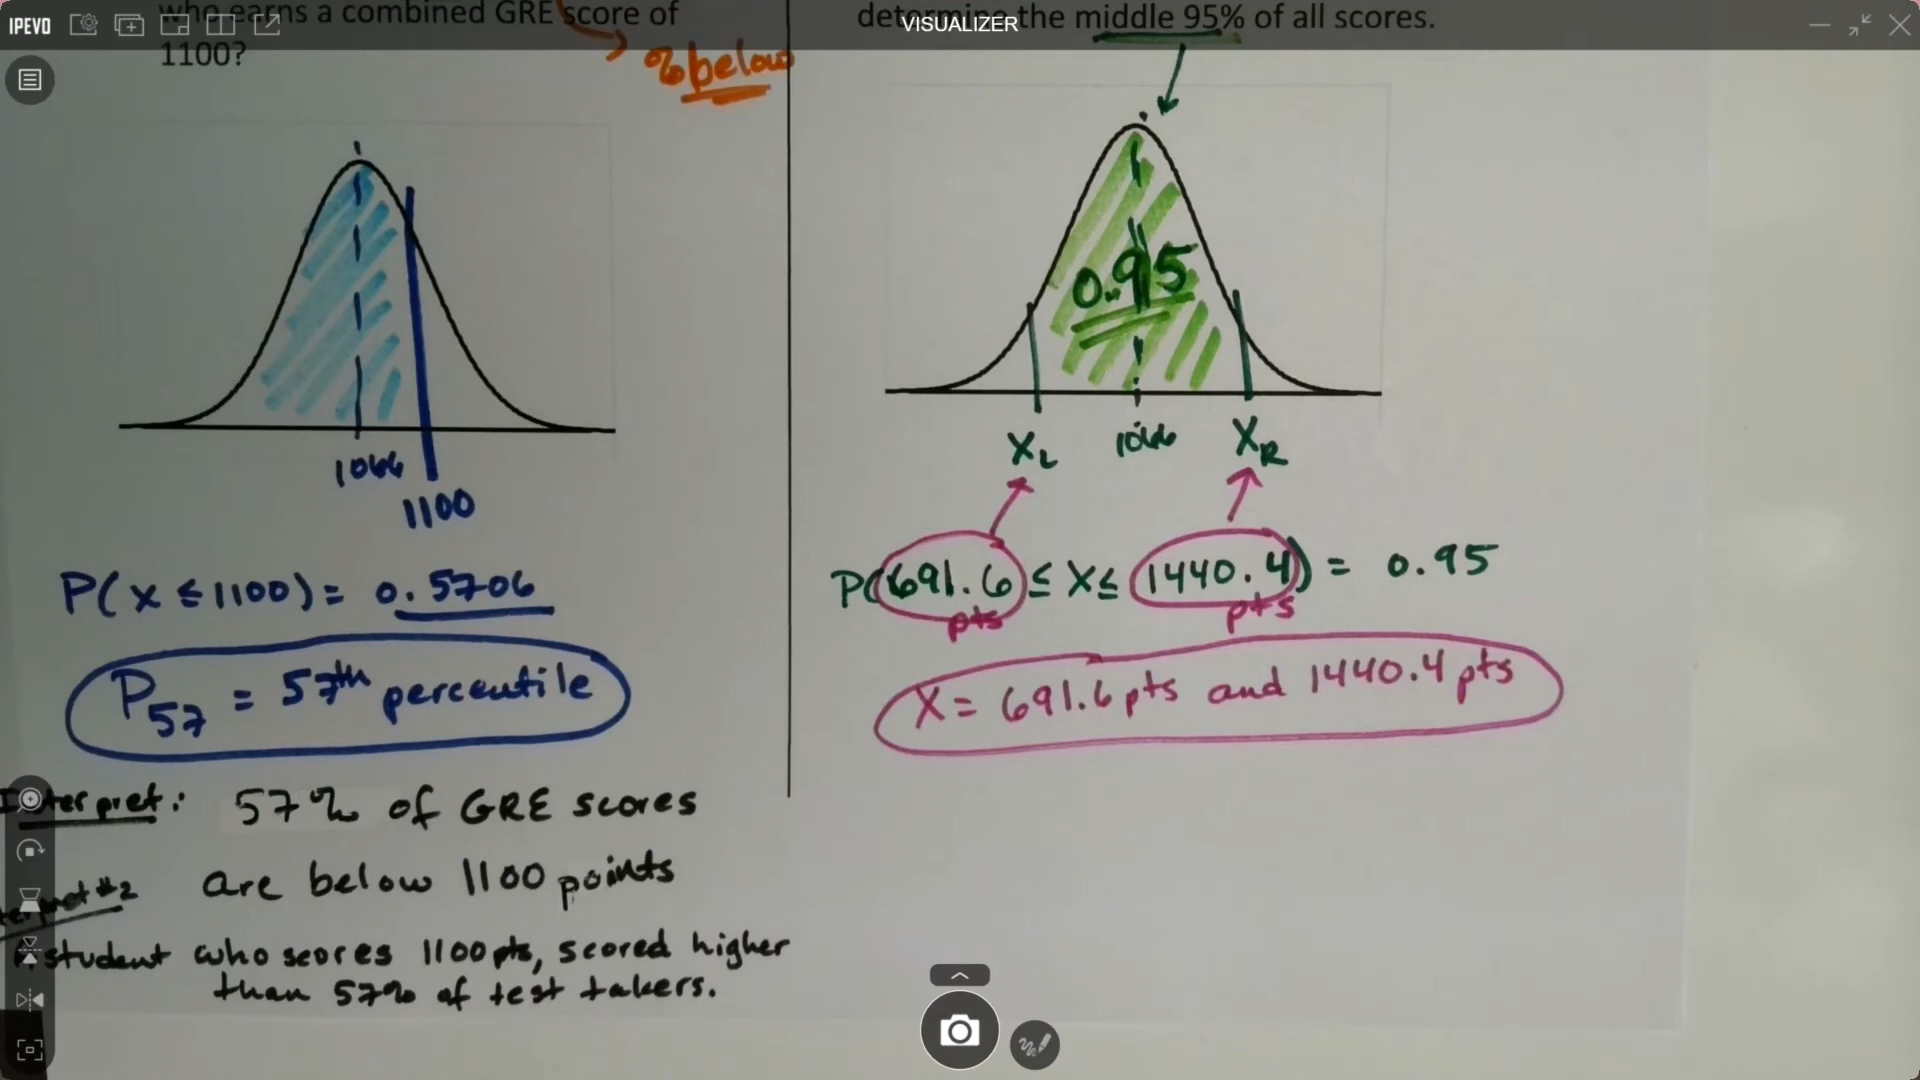 IPEVO
VISUALIZER
who earns a combined GRE score of
1100?
% below
1066
1100
P(X ≤ 1100) = 0.5706
P57 = 57th percentile
Interpret: 57% of GRE scores
are below 1100 points
#2
student who scores 1100 pts, scored higher
than 57% of test takers.
determine the middle 95% of all scores.
0.95
XL 1066 XR
P(691.6 ≤ X ≤ 1440.4) = 0.95
pts pts
X = 691.6 pts and 1440.4 pts